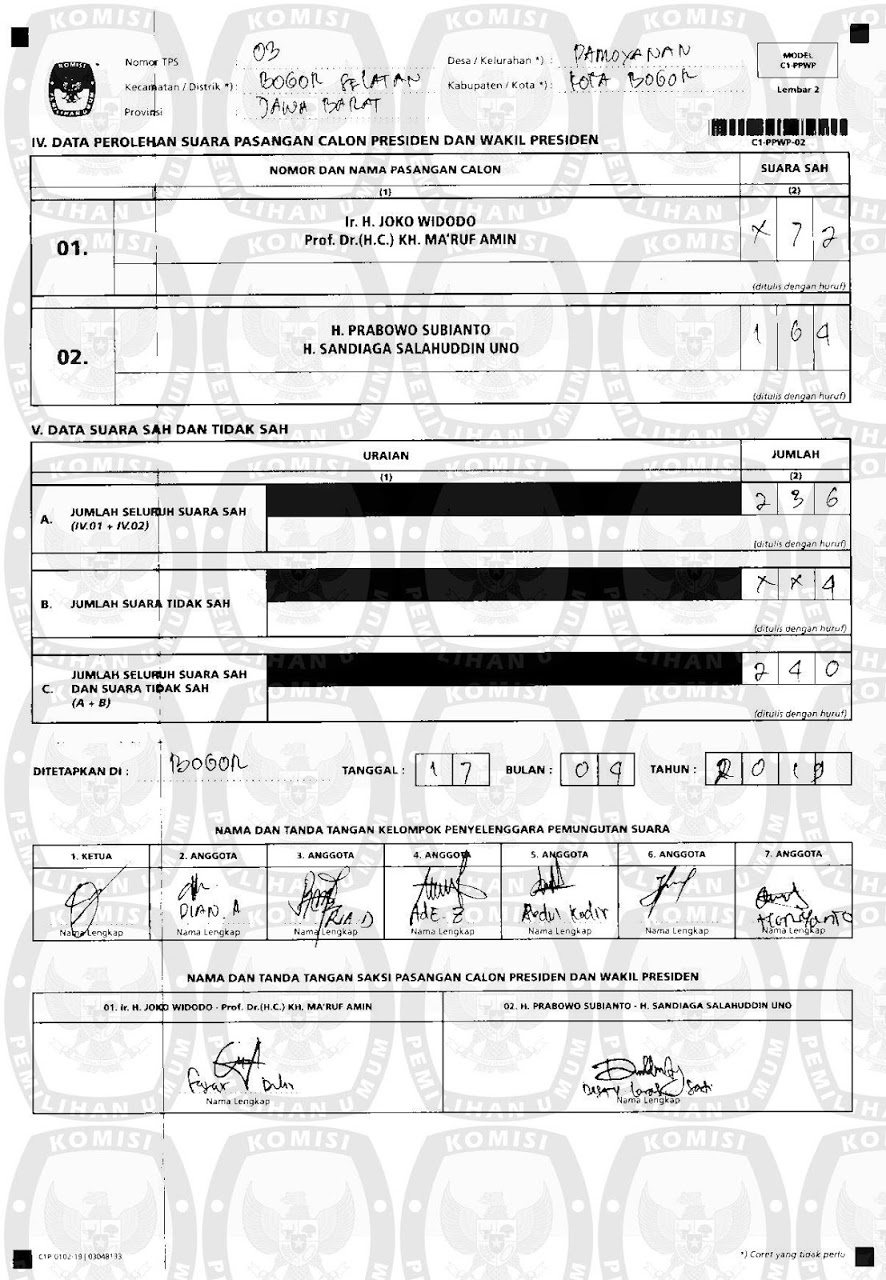 Nomor TPS : 03
Desa / Kelurahan *) : PAMOYANAN
MODEL
C1-PPWP
Kecamatan / Distrik *) : BOGOR SELATAN
Kabupaten / Kota *) : KOTA BOGOR
Lembar 2
Provinsi : JAWA BARAT
C1-PPWP-02
IV. DATA PEROLEHAN SUARA PASANGAN CALON PRESIDEN DAN WAKIL PRESIDEN
NOMOR DAN NAMA PASANGAN CALON SUARA SAH
(1) (2)
01. Ir. H. JOKO WIDODO
Prof. Dr.(H.C.) KH. MA'RUF AMIN X 7 2
(ditulis dengan huruf)
02. H. PRABOWO SUBIANTO
H. SANDIAGA SALAHUDDIN UNO 1 6 4
(ditulis dengan huruf)
V. DATA SUARA SAH DAN TIDAK SAH
URAIAN JUMLAH
(1) (2)
A. JUMLAH SELURUH SUARA SAH
(IV.01 + IV.02) 2 3 6
(ditulis dengan huruf)
B. JUMLAH SUARA TIDAK SAH X X 4
(ditulis dengan huruf)
C. JUMLAH SELURUH SUARA SAH
DAN SUARA TIDAK SAH
(A + B) 2 4 0
(ditulis dengan huruf)
DITETAPKAN DI : BOGOR TANGGAL : 1 7 BULAN : 0 4 TAHUN : 2 0 1 9
NAMA DAN TANDA TANGAN KELOMPOK PENYELENGGARA PEMUNGUTAN SUARA
1. KETUA 2. ANGGOTA 3. ANGGOTA 4. ANGGOTA 5. ANGGOTA 6. ANGGOTA 7. ANGGOTA
DIAN. A RIA. D ADE. E Abdul Kadir
Nama Lengkap Nama Lengkap Nama Lengkap Nama Lengkap Nama Lengkap Nama Lengkap Nama Lengkap
NAMA DAN TANDA TANGAN SAKSI PASANGAN CALON PRESIDEN DAN WAKIL PRESIDEN
01. Ir. H. JOKO WIDODO - Prof. Dr.(H.C.) KH. MA'RUF AMIN 02. H. PRABOWO SUBIANTO - H. SANDIAGA SALAHUDDIN UNO
Nama Lengkap Nama Lengkap
C1P 0102-19 | 03048133 *) Coret yang tidak perlu